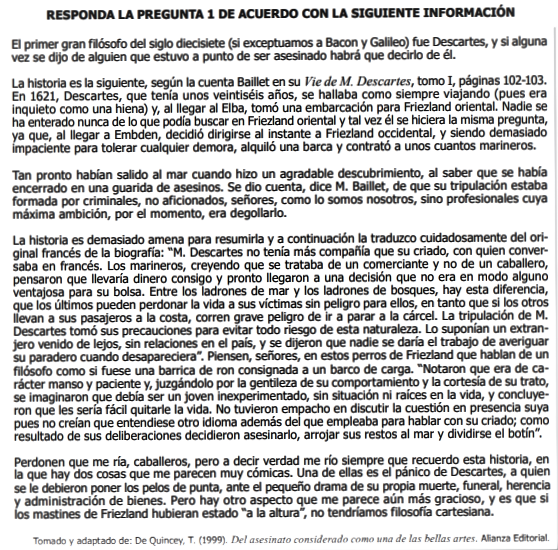 RESPONDA LA PREGUNTA 1 DE ACUERDO CON LA SIGUIENTE INFORMACIÓN
El primer gran filósofo del siglo diecisiete (si exceptuamos a Bacon y Galileo) fue Descartes, y si alguna
vez se dijo de alguien que estuvo a punto de ser asesinado habrá que decirlo de él.
La historia es la siguiente, según la cuenta Baillet en su Vie de M. Descartes, tomo I, páginas 102-103.
En 1621, Descartes, que tenía unos veintiséis años, se hallaba como siempre viajando (pues era
inquieto como una hiena) y, al llegar al Elba, tomó una embarcación para Friezland oriental. Nadie se
ha enterado nunca de lo que podía buscar en Friezland oriental y tal vez él se hiciera la misma pregunta,
ya que, al llegar a Embden, decidió dirigirse al instante a Friezland occidental, y siendo demasiado
impaciente para tolerar cualquier demora, alquiló una barca y contrató a unos cuantos marineros.
Tan pronto habían salido al mar cuando hizo un agradable descubrimiento, al saber que se había
encerrado en una guarida de asesinos. Se dio cuenta, dice M. Baillet, de que su tripulación estaba
formada por criminales, no aficionados, señores, como lo somos nosotros, sino profesionales cuya
máxima ambición, por el momento, era degollarlo.
La historia es demasiado amena para resumirla y a continuación la traduzco cuidadosamente del ori-
ginal francés de la biografía: “M. Descartes no tenía más compañía que su criado, con quien conver-
saba en francés. Los marineros, creyendo que se trataba de un comerciante y no de un caballero,
pensaron que llevaría dinero consigo y pronto llegaron a una decisión que no era en modo alguno
ventajosa para su bolsa. Entre los ladrones de mar y los ladrones de bosques, hay esta diferencia,
que los últimos pueden perdonar la vida a sus víctimas sin peligro para ellos, en tanto que si los otros
llevan a sus pasajeros a la costa, corren grave peligro de ir a parar a la cárcel. La tripulación de M.
Descartes tomó sus precauciones para evitar todo riesgo de esta naturaleza. Lo suponían un extran-
jero venido de lejos, sin relaciones en el país, y se dijeron que nadie se daría el trabajo de averiguar
su paradero cuando desapareciera”. Piensen, señores, en estos perros de Friezland que hablan de un
filósofo como si fuese una barrica de ron consignada a un barco de carga. “Notaron que era de ca-
rácter manso y paciente y, juzgándolo por la gentileza de su comportamiento y la cortesía de su trato,
se imaginaron que debía ser un joven inexperimentado, sin situación ni raíces en la vida, y concluye-
ron que les sería fácil quitarle la vida. No tuvieron empacho en discutir la cuestión en presencia suya
pues no creían que entendiese otro idioma además del que empleaba para hablar con su criado; como
resultado de sus deliberaciones decidieron asesinarlo, arrojar sus restos al mar y dividirse el botín”.
Perdonen que me ría, caballeros, pero a decir verdad me río siempre que recuerdo esta historia, en
la que hay dos cosas que me parecen muy cómicas. Una de ellas es el pánico de Descartes, a quien
se le debieron poner los pelos de punta, ante el pequeño drama de su propia muerte, funeral, herencia
y administración de bienes. Pero hay otro aspecto que me parece aún más gracioso, y es que si
los mastines de Friezland hubieran estado “a la altura”, no tendríamos filosofía cartesiana.
Tomado y adaptado de: De Quincey, T. (1999). Del asesinato considerado como una de las bellas artes. Alianza Editorial.